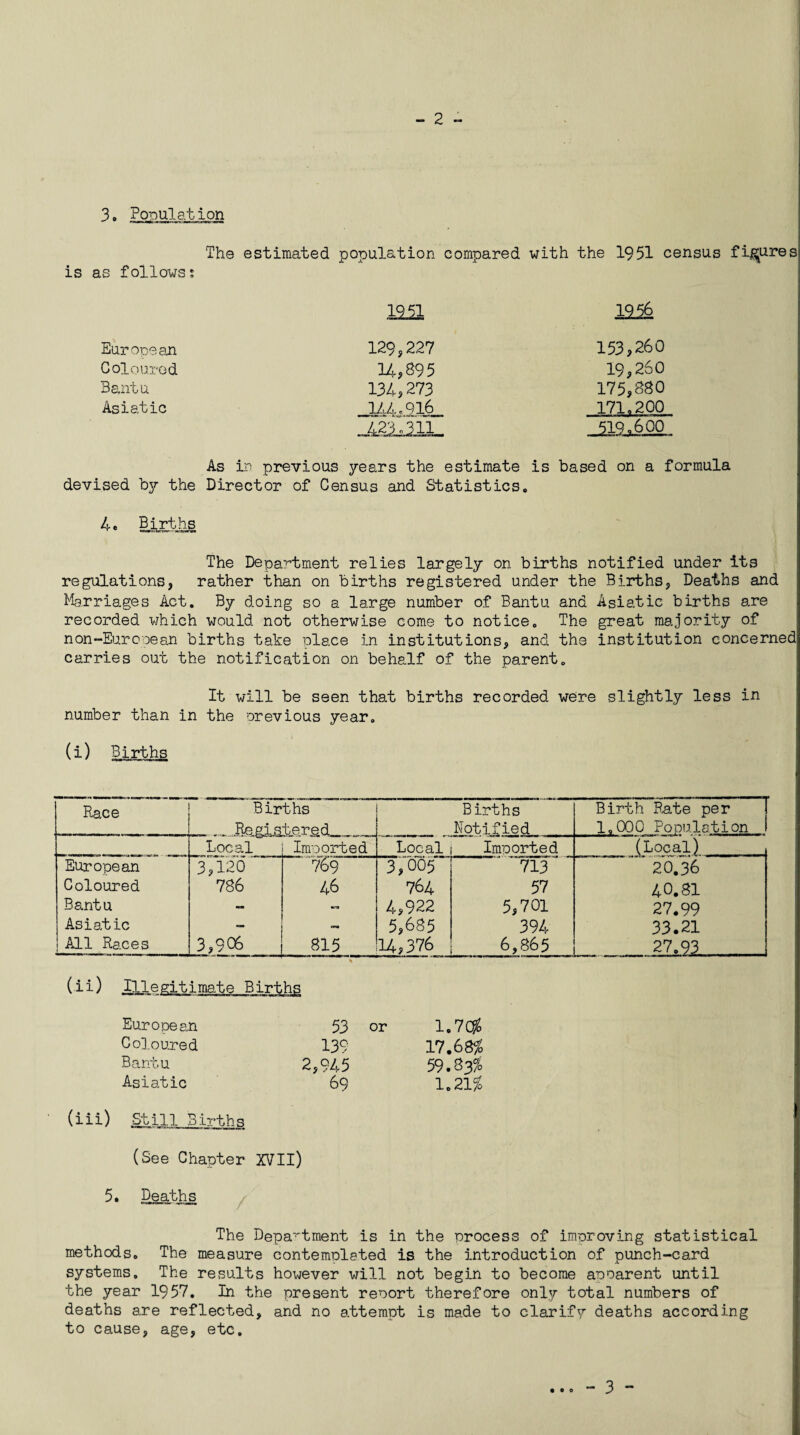 - 2 -
3. Population
The estimated population compared with the 1951 census figures
is as follows:
1951 1956
European 129,227 153,260
Coloured 14,895 19,260
Bantu 134,273 175,880
Asiatic 144,916 171,200
423,311 519,600
As in previous years the estimate is based on a formula
devised by the Director of Census and Statistics.
4. Births
The Department relies largely on births notified under its
regulations, rather than on births registered under the Births, Deaths and
Marriages Act. By doing so a large number of Bantu and Asiatic births are
recorded which would not otherwise come to notice. The great majority of
non-European births take place in institutions, and the institution concerned
carries out the notification on behalf of the parent.
It will be seen that births recorded were slightly less in
number than in the previous year.
(i) Births
Race Births Births Birth Rate per
Registered Notified 1,000 Population
Local Imported Local Imported (Local)
European 3,120 769 3,005 713 20.36
Coloured 786 46 764 57 40.81
Bantu - - 4,922 5,701 27.99
Asiatic - - 5,685 394 33.21
All Races 3,906 815 14,376 6,865 27.93
(ii) Illegitimate Births
European 53 or 1.70%
Coloured 139 17.68%
Bantu 2,945 59.83%
Asiatic 69 1.21%
(iii) Still Births
(See Chapter XVII)
5. Deaths
The Department is in the process of improving statistical
methods. The measure contemplated is the introduction of punch-card
systems. The results however will not begin to become apparent until
the year 1957. In the present report therefore only total numbers of
deaths are reflected, and no attempt is made to clarify deaths according
to cause, age, etc.
... - 3 -